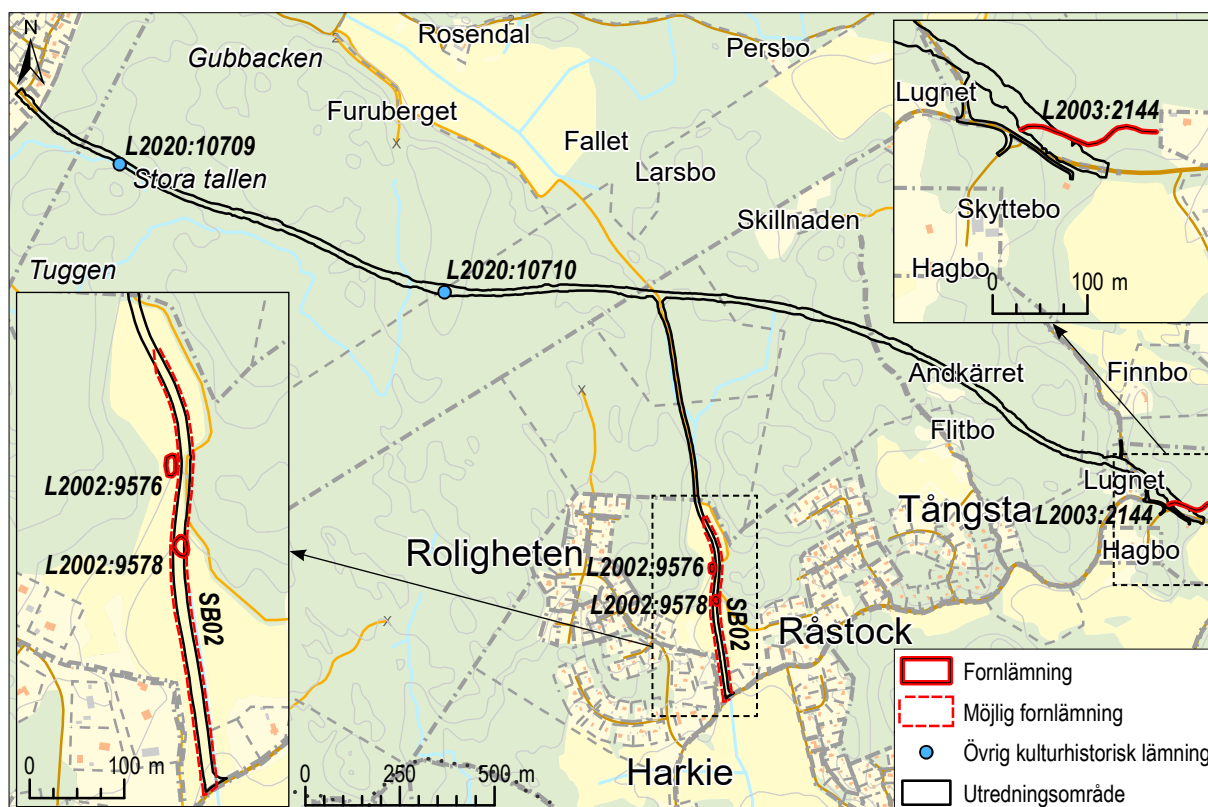 N
Rosendal
Persbo
Gubbacken
Furuberget
Fallet
Larsbo
L2020:10709
Stora tallen
Skillnaden
Tuggen
L2020:10710
Andkärret
Finnbo
Flitbo
Lugnet
Tångsta
L2003:2144
Hagbo
Roligheten
L2002:9576
L2002:9578
SB02
Råstock
Harkie
0 250 500 m
Lugnet
L2003:2144
Skyttebo
Hagbo
0 100 m
L2002:9576
L2002:9578
SB02
0 100 m
Fornlämning
Möjlig fornlämning
Övrig kulturhistorisk lämning
Utredningsområde